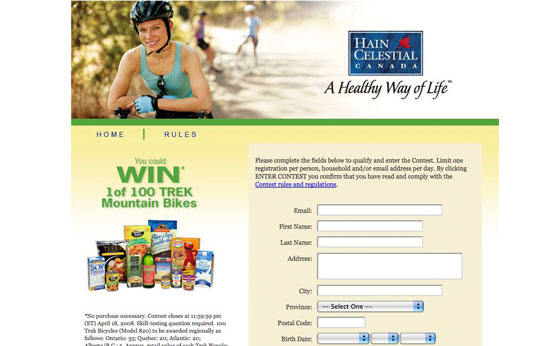 HAIN
CELESTIAL
CANADA
A Healthy Way of Life™
HOME | RULES
You could
WIN*
1 of 100 TREK
Mountain Bikes
Please complete the fields below to qualify and enter the Contest. Limit one
registration per person, household and/or email address per day. By clicking
ENTER CONTEST you confirm that you have read and comply with the
Contest rules and regulations.
Email:
First Name:
Last Name:
Address:
City:
Province: -- Select One --
Postal Code:
Birth Date:
*No purchase necessary. Contest closes at 11:59:59 pm
(ET) April 18, 2008. Skill-testing question required. 100
Trek Bicycles (Model 820) to be awarded regionally as
follows: Ontario: 55; Quebec: 20; Atlantic: 20;